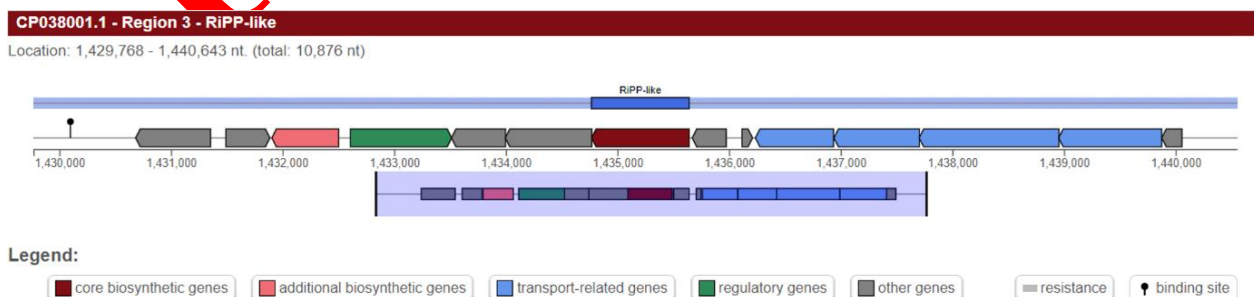 CP038001.1 - Region 3 - RiPP-like
Location: 1,429,768 - 1,440,643 nt. (total: 10,876 nt)
RiPP-like
1,430,000 1,431,000 1,432,000 1,433,000 1,434,000 1,435,000 1,436,000 1,437,000 1,438,000 1,439,000 1,440,000
Legend:
core biosynthetic genes additional biosynthetic genes transport-related genes regulatory genes other genes resistance binding site